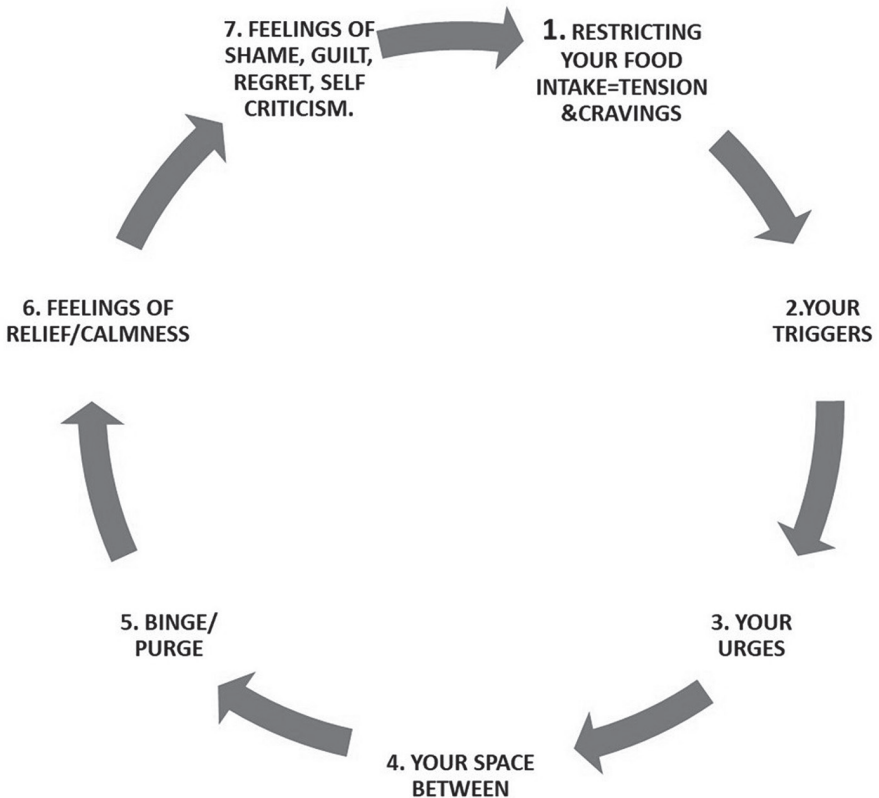 1. RESTRICTING
YOUR FOOD
INTAKE=TENSION
&CRAVINGS
2.YOUR
TRIGGERS
3. YOUR
URGES
4. YOUR SPACE
BETWEEN
5. BINGE/
PURGE
6. FEELINGS OF
RELIEF/CALMNESS
7. FEELINGS OF
SHAME, GUILT,
REGRET, SELF
CRITICISM.